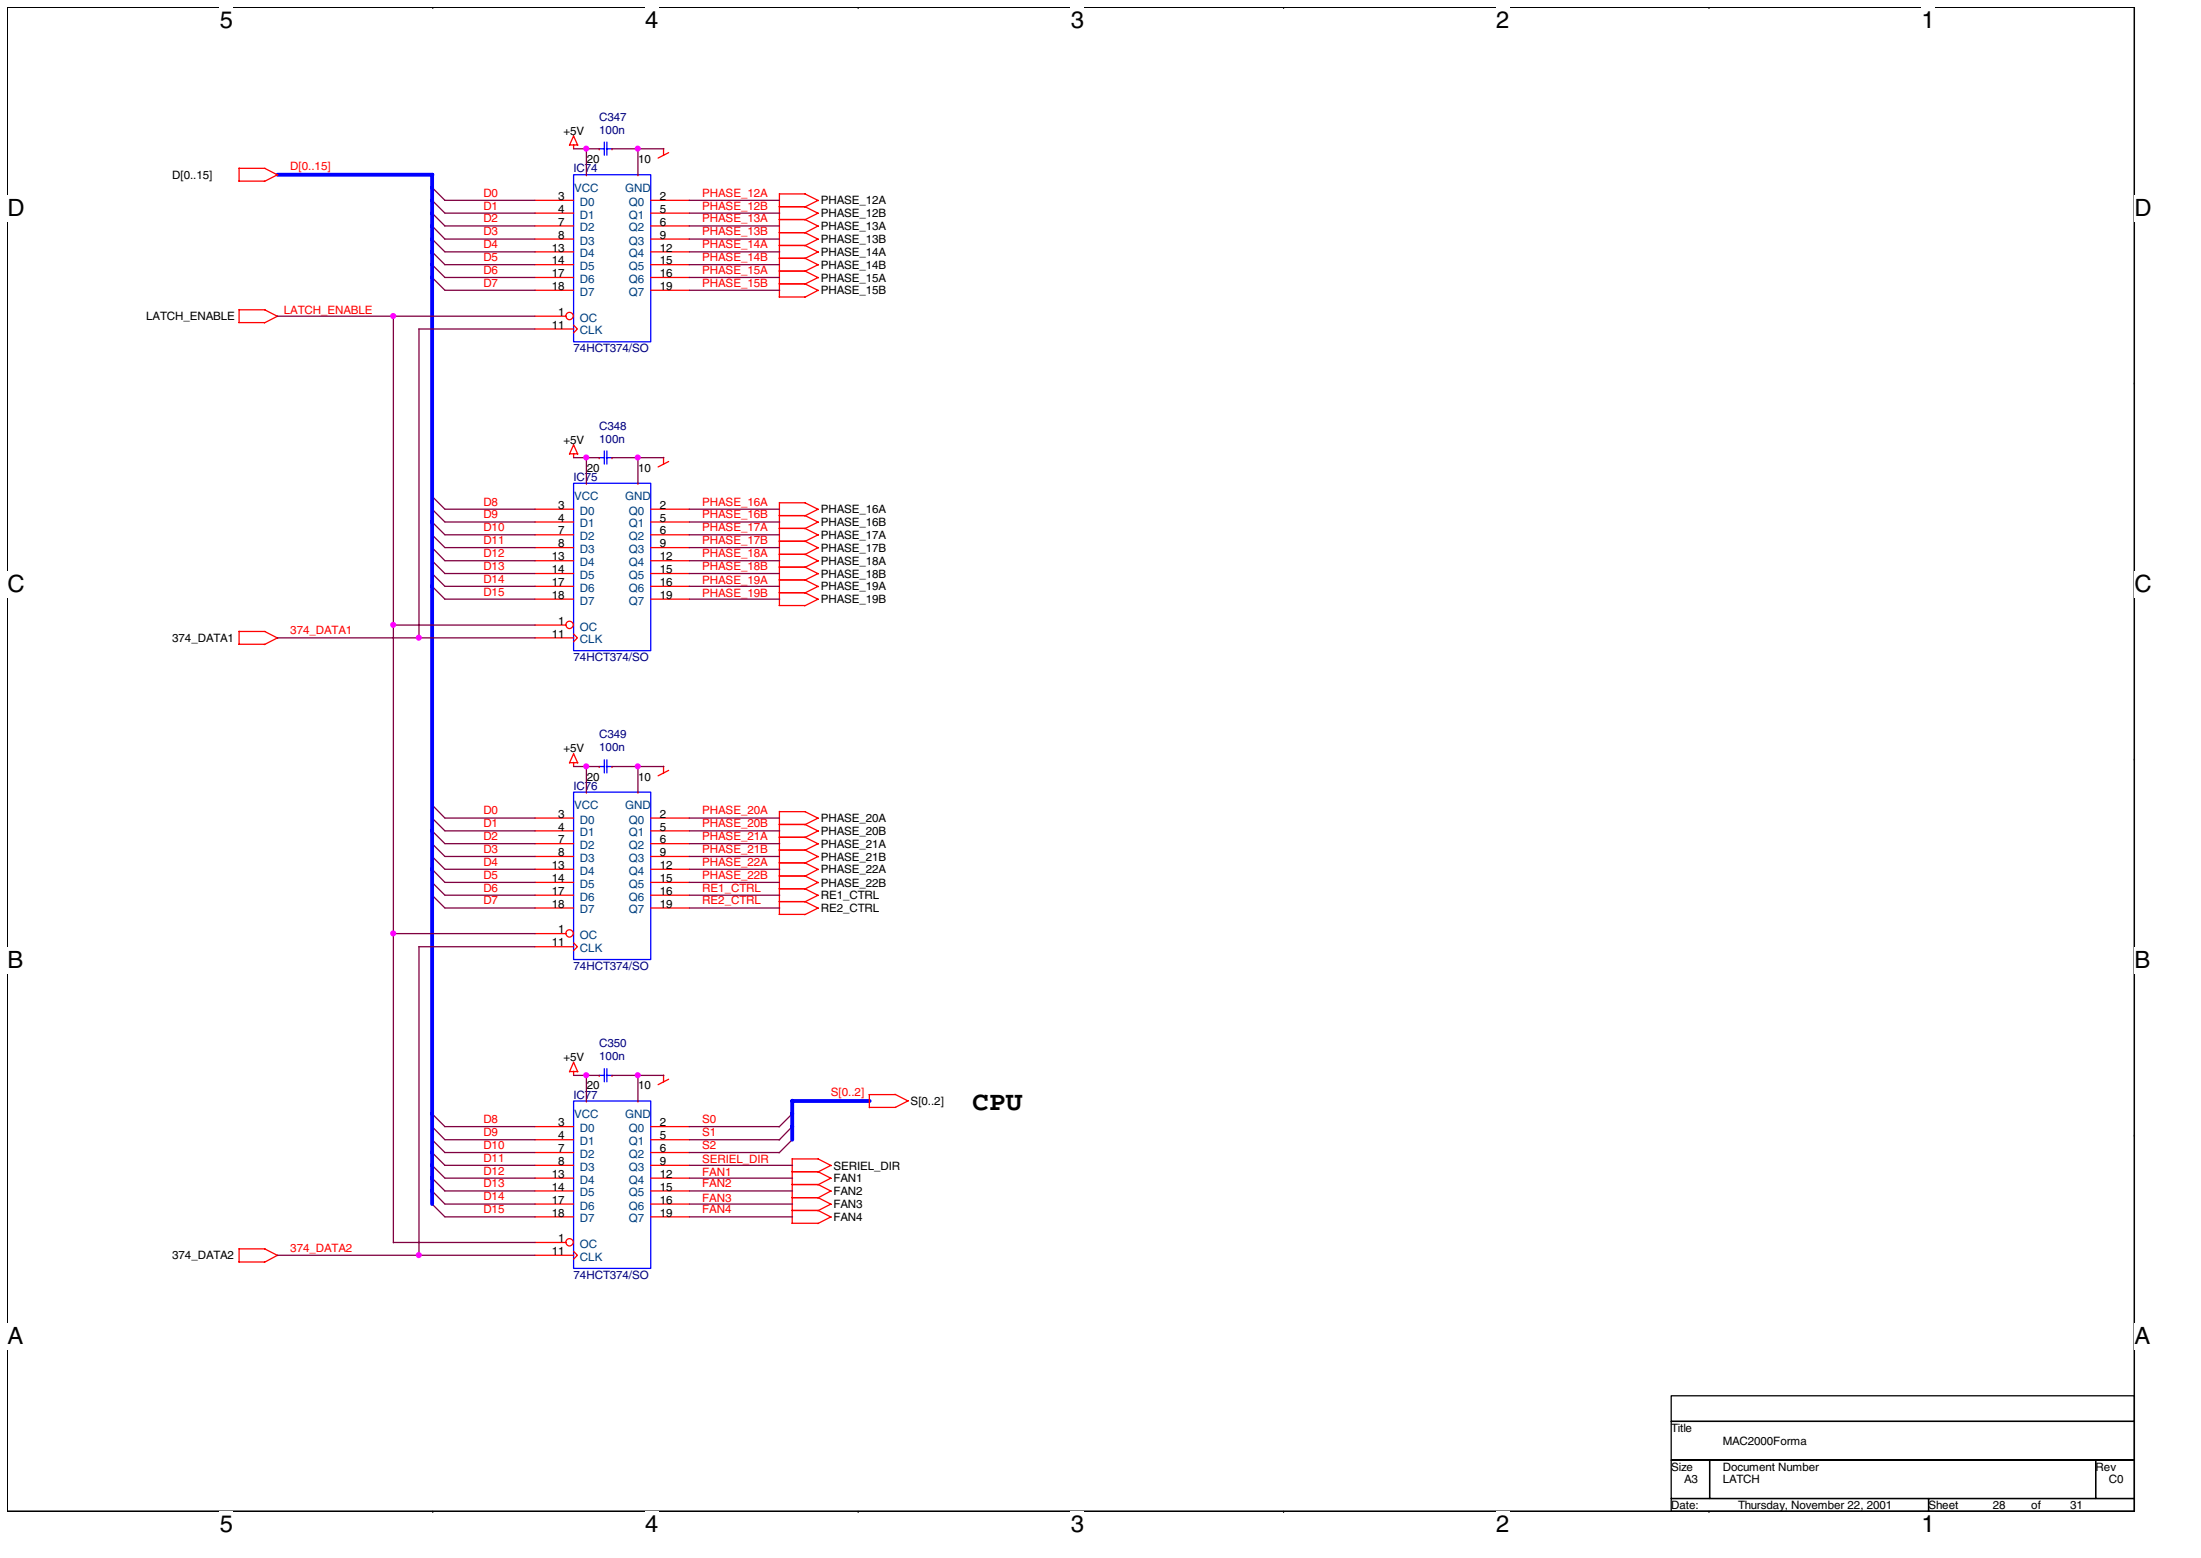 5 4 3 2 1
C347
100n
+5V
20 10
IC74
D[0..15] D[0..15]
VCC GND
D0 3 D0 Q0 2 PHASE_12A PHASE_12A
D1 4 D1 Q1 5 PHASE_12B PHASE_12B
D D2 7 D2 Q2 6 PHASE_13A PHASE_13A D
D3 8 D3 Q3 9 PHASE_13B PHASE_13B
D4 13 D4 Q4 12 PHASE_14A PHASE_14A
D5 14 D5 Q5 15 PHASE_14B PHASE_14B
D6 17 D6 Q6 16 PHASE_15A PHASE_15A
D7 18 D7 Q7 19 PHASE_15B PHASE_15B
LATCH_ENABLE LATCH_ENABLE 1 OC
11 CLK
74HCT374/SO
C348
100n
+5V
20 10
IC75
VCC GND
D8 3 D0 Q0 2 PHASE_16A PHASE_16A
D9 4 D1 Q1 5 PHASE_16B PHASE_16B
D10 7 D2 Q2 6 PHASE_17A PHASE_17A
D11 8 D3 Q3 9 PHASE_17B PHASE_17B
D12 13 D4 Q4 12 PHASE_18A PHASE_18A
D13 14 D5 Q5 15 PHASE_18B PHASE_18B
C D14 17 D6 Q6 16 PHASE_19A PHASE_19A C
D15 18 D7 Q7 19 PHASE_19B PHASE_19B
1 OC
374_DATA1 374_DATA1 11 CLK
74HCT374/SO
C349
100n
+5V
20 10
IC76
VCC GND
D0 3 D0 Q0 2 PHASE_20A PHASE_20A
D1 4 D1 Q1 5 PHASE_20B PHASE_20B
D2 7 D2 Q2 6 PHASE_21A PHASE_21A
D3 8 D3 Q3 9 PHASE_21B PHASE_21B
D4 13 D4 Q4 12 PHASE_22A PHASE_22A
D5 14 D5 Q5 15 PHASE_22B PHASE_22B
D6 17 D6 Q6 16 RE1_CTRL RE1_CTRL
D7 18 D7 Q7 19 RE2_CTRL RE2_CTRL
1 OC
11 CLK
B 74HCT374/SO B
C350
100n
+5V
20 10
IC77
S[0..2] S[0..2] CPU
VCC GND
D8 3 D0 Q0 2 S0
D9 4 D1 Q1 5 S1
D10 7 D2 Q2 6 S2
D11 8 D3 Q3 9 SERIEL_DIR SERIEL_DIR
D12 13 D4 Q4 12 FAN1 FAN1
D13 14 D5 Q5 15 FAN2 FAN2
D14 17 D6 Q6 16 FAN3 FAN3
D15 18 D7 Q7 19 FAN4 FAN4
1 OC
374_DATA2 374_DATA2 11 CLK
74HCT374/SO
A A
Title
MAC2000Forma
Size Document Number Rev
A3 LATCH C0
Date: Thursday, November 22, 2001 Sheet 28 of 31
5 4 3 2 1